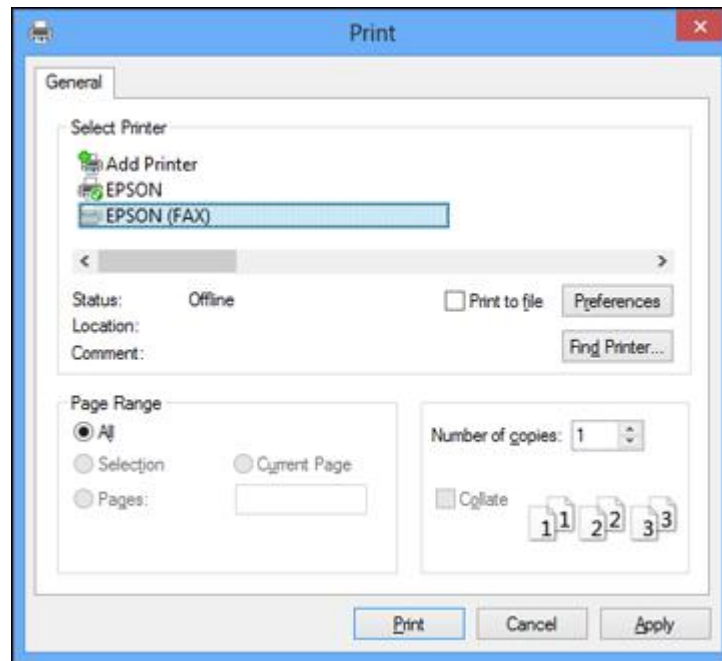 Print
General
Select Printer
Add Printer
EPSON
EPSON (FAX)
Status: Offline
Print to file
Preferences
Location:
Comment:
Find Printer...
Page Range
All
Selection
Current Page
Pages:
Number of copies: 1
Collate
1 1 2 2 3 3
Print
Cancel
Apply